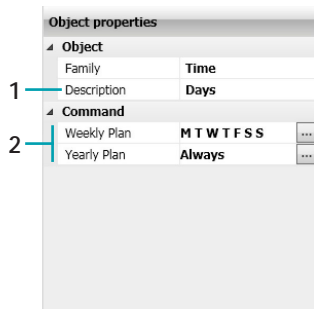 Object properties
Object
Family Time
1 Description Days
Command
2 Weekly Plan M T W T F S S ...
Yearly Plan Always ...